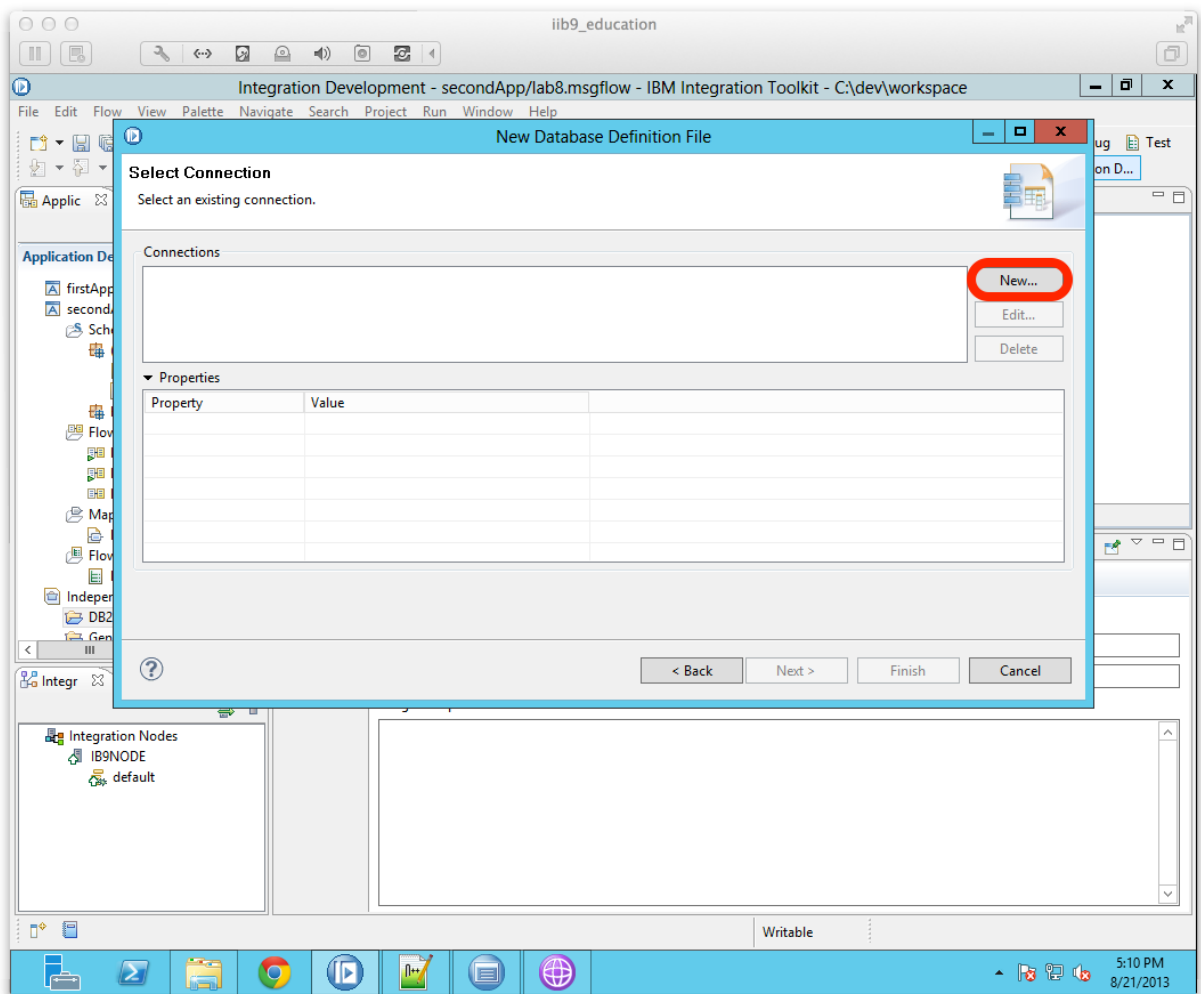 iib9_education
Integration Development - secondApp/lab8.msgflow - IBM Integration Toolkit - C:\dev\workspace
File Edit Flow View Palette Navigate Search Project Run Window Help
New Database Definition File
ug Test
on D...
Select Connection
Select an existing connection.
Applic
Application De
firstApp
second
Sch
Flow
Map
Flow
Indeper
DB2
Gen
Connections
New...
Edit...
Delete
Properties
Property Value
< Back Next > Finish Cancel
Integr
Integration Nodes
IB9NODE
default
Writable
5:10 PM
8/21/2013